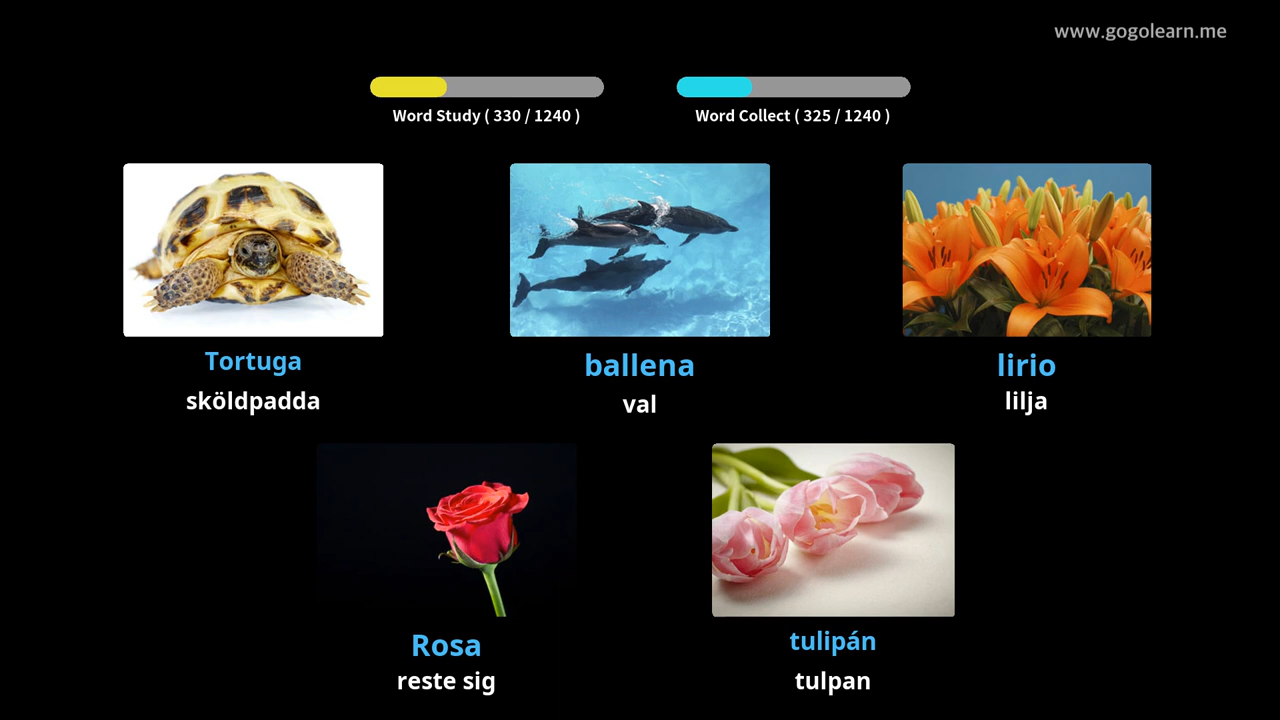 www.gogolearn.me
Word Study ( 330 / 1240 )
Word Collect ( 325 / 1240 )
Tortuga
sköldpadda
ballena
val
lirio
lilja
Rosa
reste sig
tulipán
tulpan